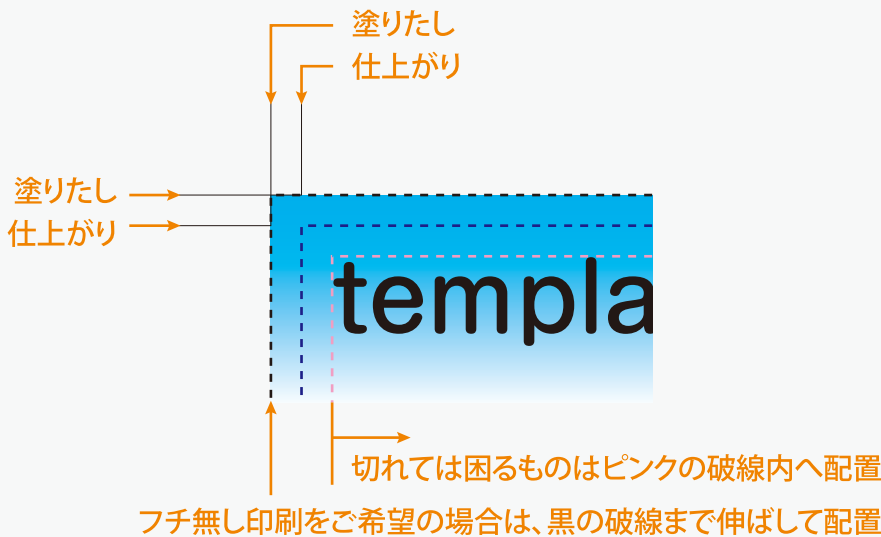 塗りたし
仕上がり
塗りたし
仕上がり
templa
切れては困るものはピンクの破線内へ配置
フチ無し印刷をご希望の場合は、黒の破線まで伸ばして配置